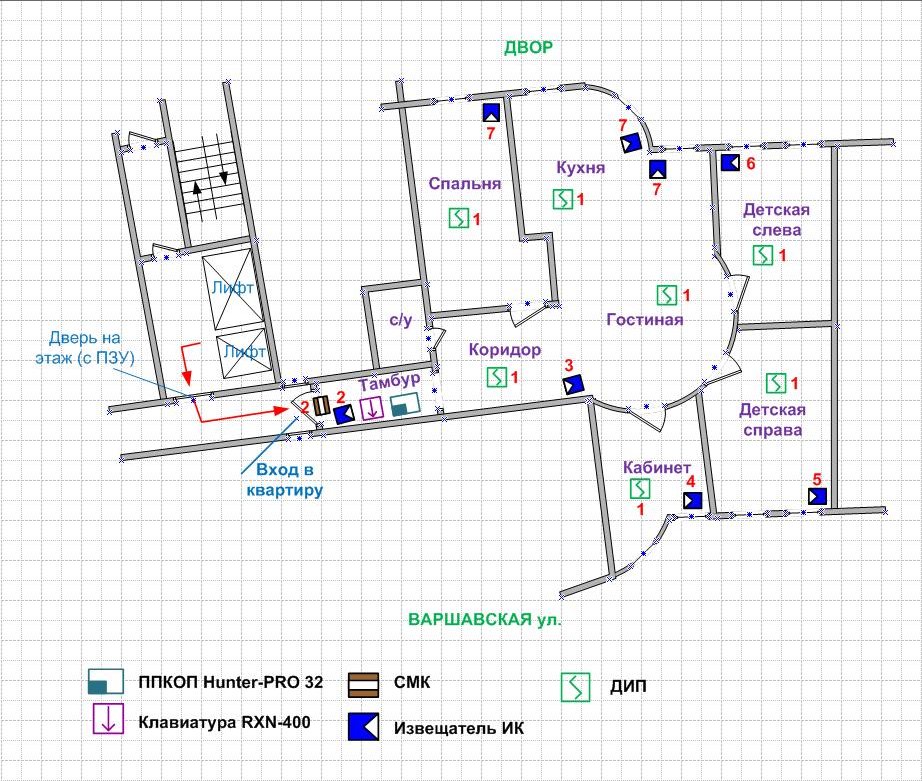 ДВОР
7
7
7
6
Спальня
Кухня
Детская
слева
1
1
1
1
Гостиная
Лифт
Лифт
с/у
Дверь на
этаж (с ПЗУ)
Коридор
1
3
Тамбур
2
2
1
Детская
справа
Вход в
квартиру
Кабинет
1
4
5
ВАРШАВСКАЯ ул.
ППКОП Hunter-PRO 32
СМК
ДИП
Клавиатура RXN-400
Извещатель ИК